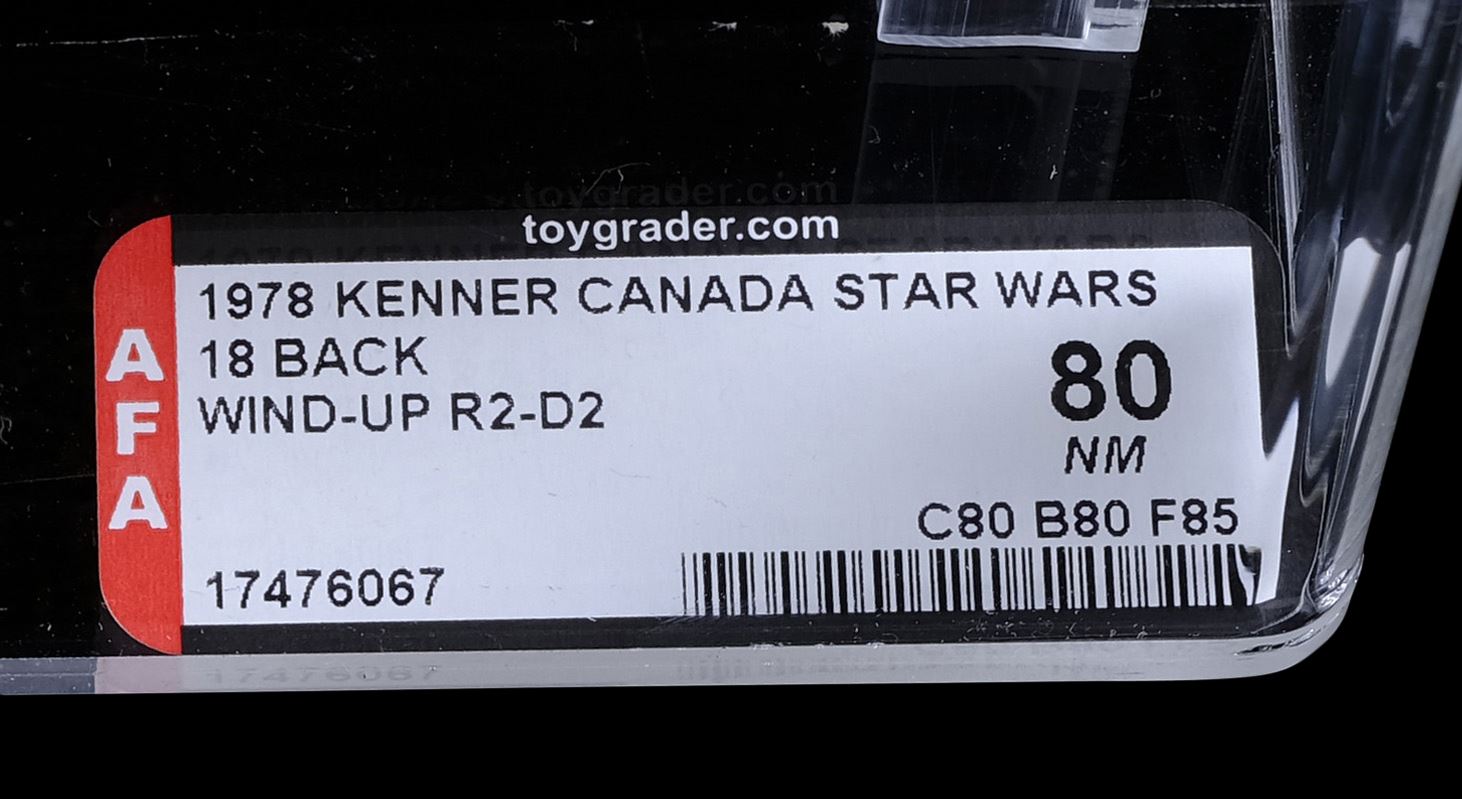 toygrader.com
1978 KENNER CANADA STAR WARS
18 BACK
WIND-UP R2-D2
80
NM
C80 B80 F85
17476067
AFA